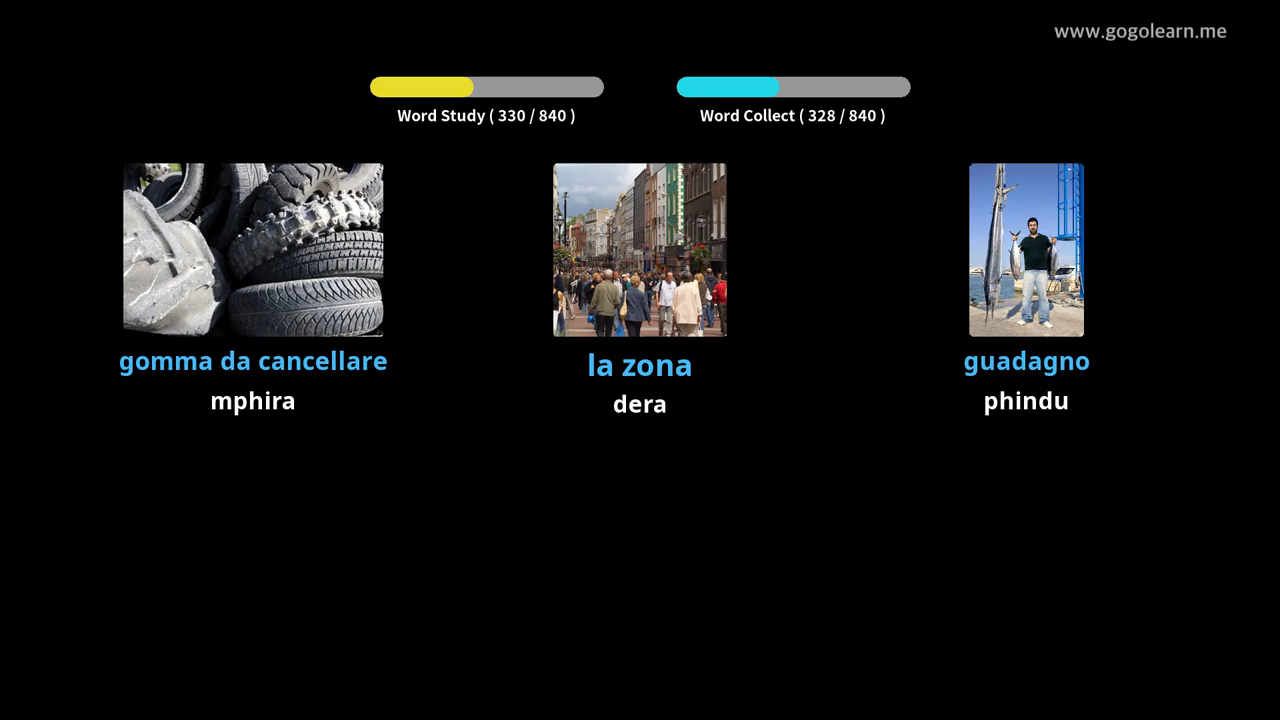 www.gogolearn.me
Word Study ( 330 / 840 )
Word Collect ( 328 / 840 )
gomma da cancellare
mphira
la zona
dera
guadagno
phindu